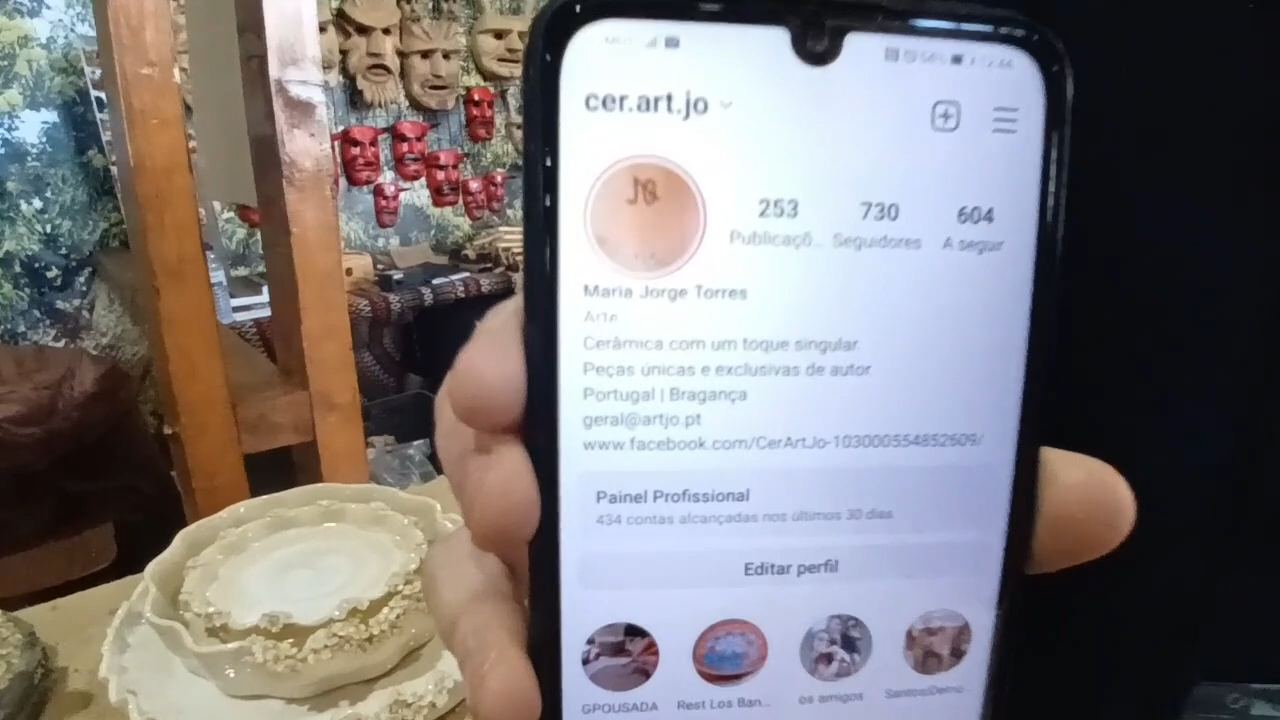 cer.art.jo
JO
253 730 604
Publicaçõ... Seguidores A seguir
Maria Jorge Torres
Arte
Cerâmica com um toque singular.
Peças únicas e exclusivas de autor
Portugal | Bragança
geral@artjo.pt
www.facebook.com/CerArtJo-103000554852609/
Painel Profissional
434 contas alcançadas nos últimos 30 dias.
Editar perfil
GPOUSADA Rest Los Ban... os amigos